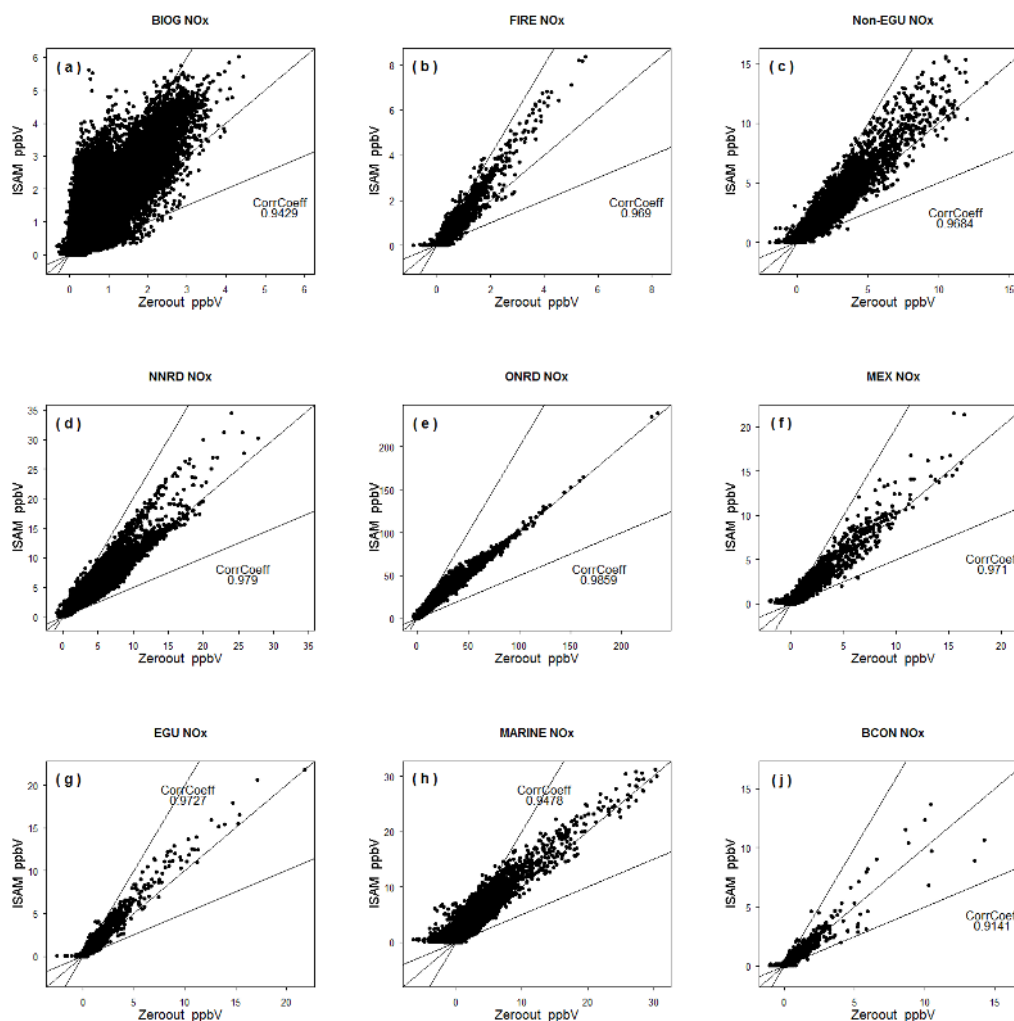 BIOG NOx
( a )
6
5
4
3
2
1
0
ISAM ppbV
CorrCoeff
0.9429
0 1 2 3 4 5 6
Zeroout ppbV
FIRE NOx
( b )
8
6
4
2
0
ISAM ppbV
CorrCoeff
0.969
0 2 4 6 8
Zeroout ppbV
Non-EGU NOx
( c )
15
10
5
0
ISAM ppbV
CorrCoeff
0.9684
0 5 10 15
Zeroout ppbV
NNRD NOx
( d )
35
30
25
20
15
10
5
0
ISAM ppbV
CorrCoeff
0.979
0 5 10 15 20 25 30 35
Zeroout ppbV
ONRD NOx
( e )
200
150
100
50
0
ISAM ppbV
CorrCoeff
0.9859
0 50 100 150 200
Zeroout ppbV
MEX NOx
( f )
20
15
10
5
0
ISAM ppbV
CorrCoeff
0.971
0 5 10 15 20
Zeroout ppbV
EGU NOx
( g )
20
15
10
5
0
ISAM ppbV
CorrCoeff
0.9727
0 5 10 15 20
Zeroout ppbV
MARINE NOx
( h )
30
20
10
0
ISAM ppbV
CorrCoeff
0.9478
0 10 20 30
Zeroout ppbV
BCON NOx
( j )
15
10
5
0
ISAM ppbV
CorrCoeff
0.9141
0 5 10 15
Zeroout ppbV